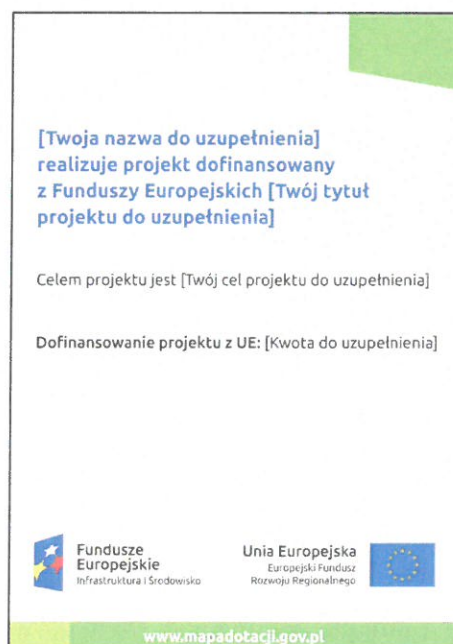 [Twoja nazwa do uzupełnienia]
realizuje projekt dofinansowany
z Funduszy Europejskich [Twój tytuł
projektu do uzupełnienia]
Celem projektu jest [Twój cel projektu do uzupełnienia]
Dofinansowanie projektu z UE: [Kwota do uzupełnienia]
Fundusze
Europejskie
Infrastruktura i Środowisko
Unia Europejska
Europejski Fundusz
Rozwoju Regionalnego
www.mapadotacji.gov.pl